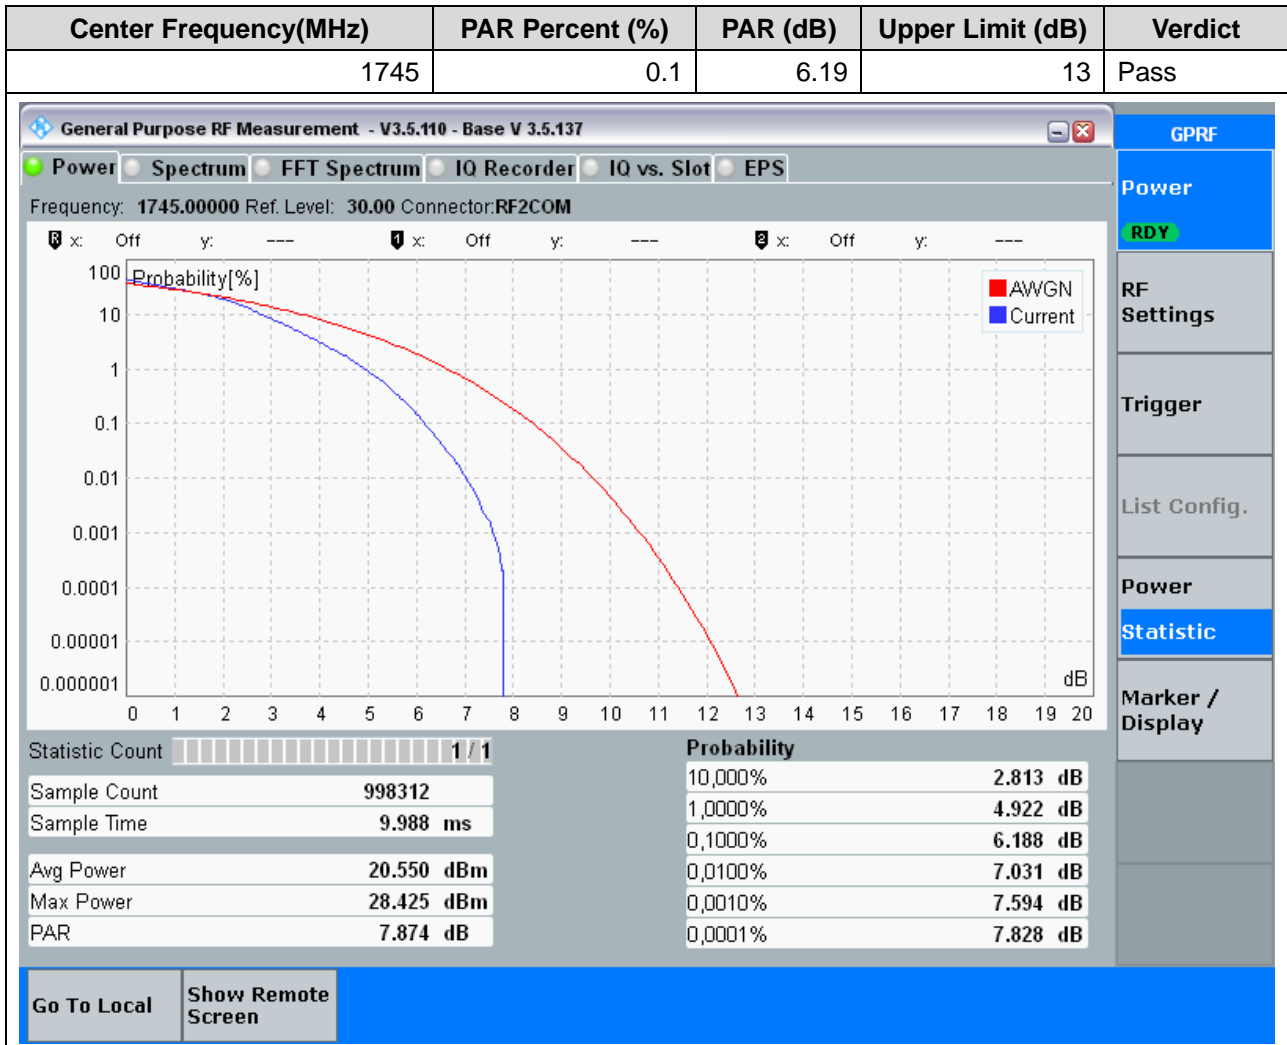 Center Frequency(MHz) PAR Percent (%) PAR (dB) Upper Limit (dB) Verdict
1745 0.1 6.19 13 Pass
General Purpose RF Measurement - V3.5.110 - Base V 3.5.137
GPRF
Power Spectrum FFT Spectrum IQ Recorder IQ vs. Slot EPS
Power
RDY
Frequency: 1745.00000 Ref. Level: 30.00 Connector:RF2COM
R x: Off y: --- 1 x: Off y: --- 2 x: Off y: ---
Probability[%]
AWGN
Current
100
10
1
0.1
0.01
0.001
0.0001
0.00001
0.000001
dB
0 1 2 3 4 5 6 7 8 9 10 11 12 13 14 15 16 17 18 19 20
RF
Settings
Trigger
List Config.
Power
Statistic
Marker /
Display
Statistic Count 1 / 1
Sample Count 998312
Sample Time 9.988 ms
Avg Power 20.550 dBm
Max Power 28.425 dBm
PAR 7.874 dB
Probability
10,000% 2.813 dB
1,0000% 4.922 dB
0,1000% 6.188 dB
0,0100% 7.031 dB
0,0010% 7.594 dB
0,0001% 7.828 dB
Go To Local
Show Remote
Screen